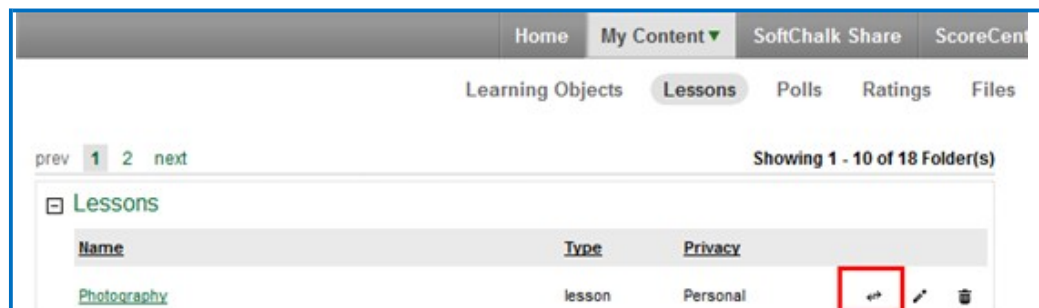 Home My Content ▼ SoftChalk Share ScoreCent
Learning Objects Lessons Polls Ratings Files
prev 1 2 next Showing 1 - 10 of 18 Folder(s)
Lessons
Name Type Privacy
Photography lesson Personal